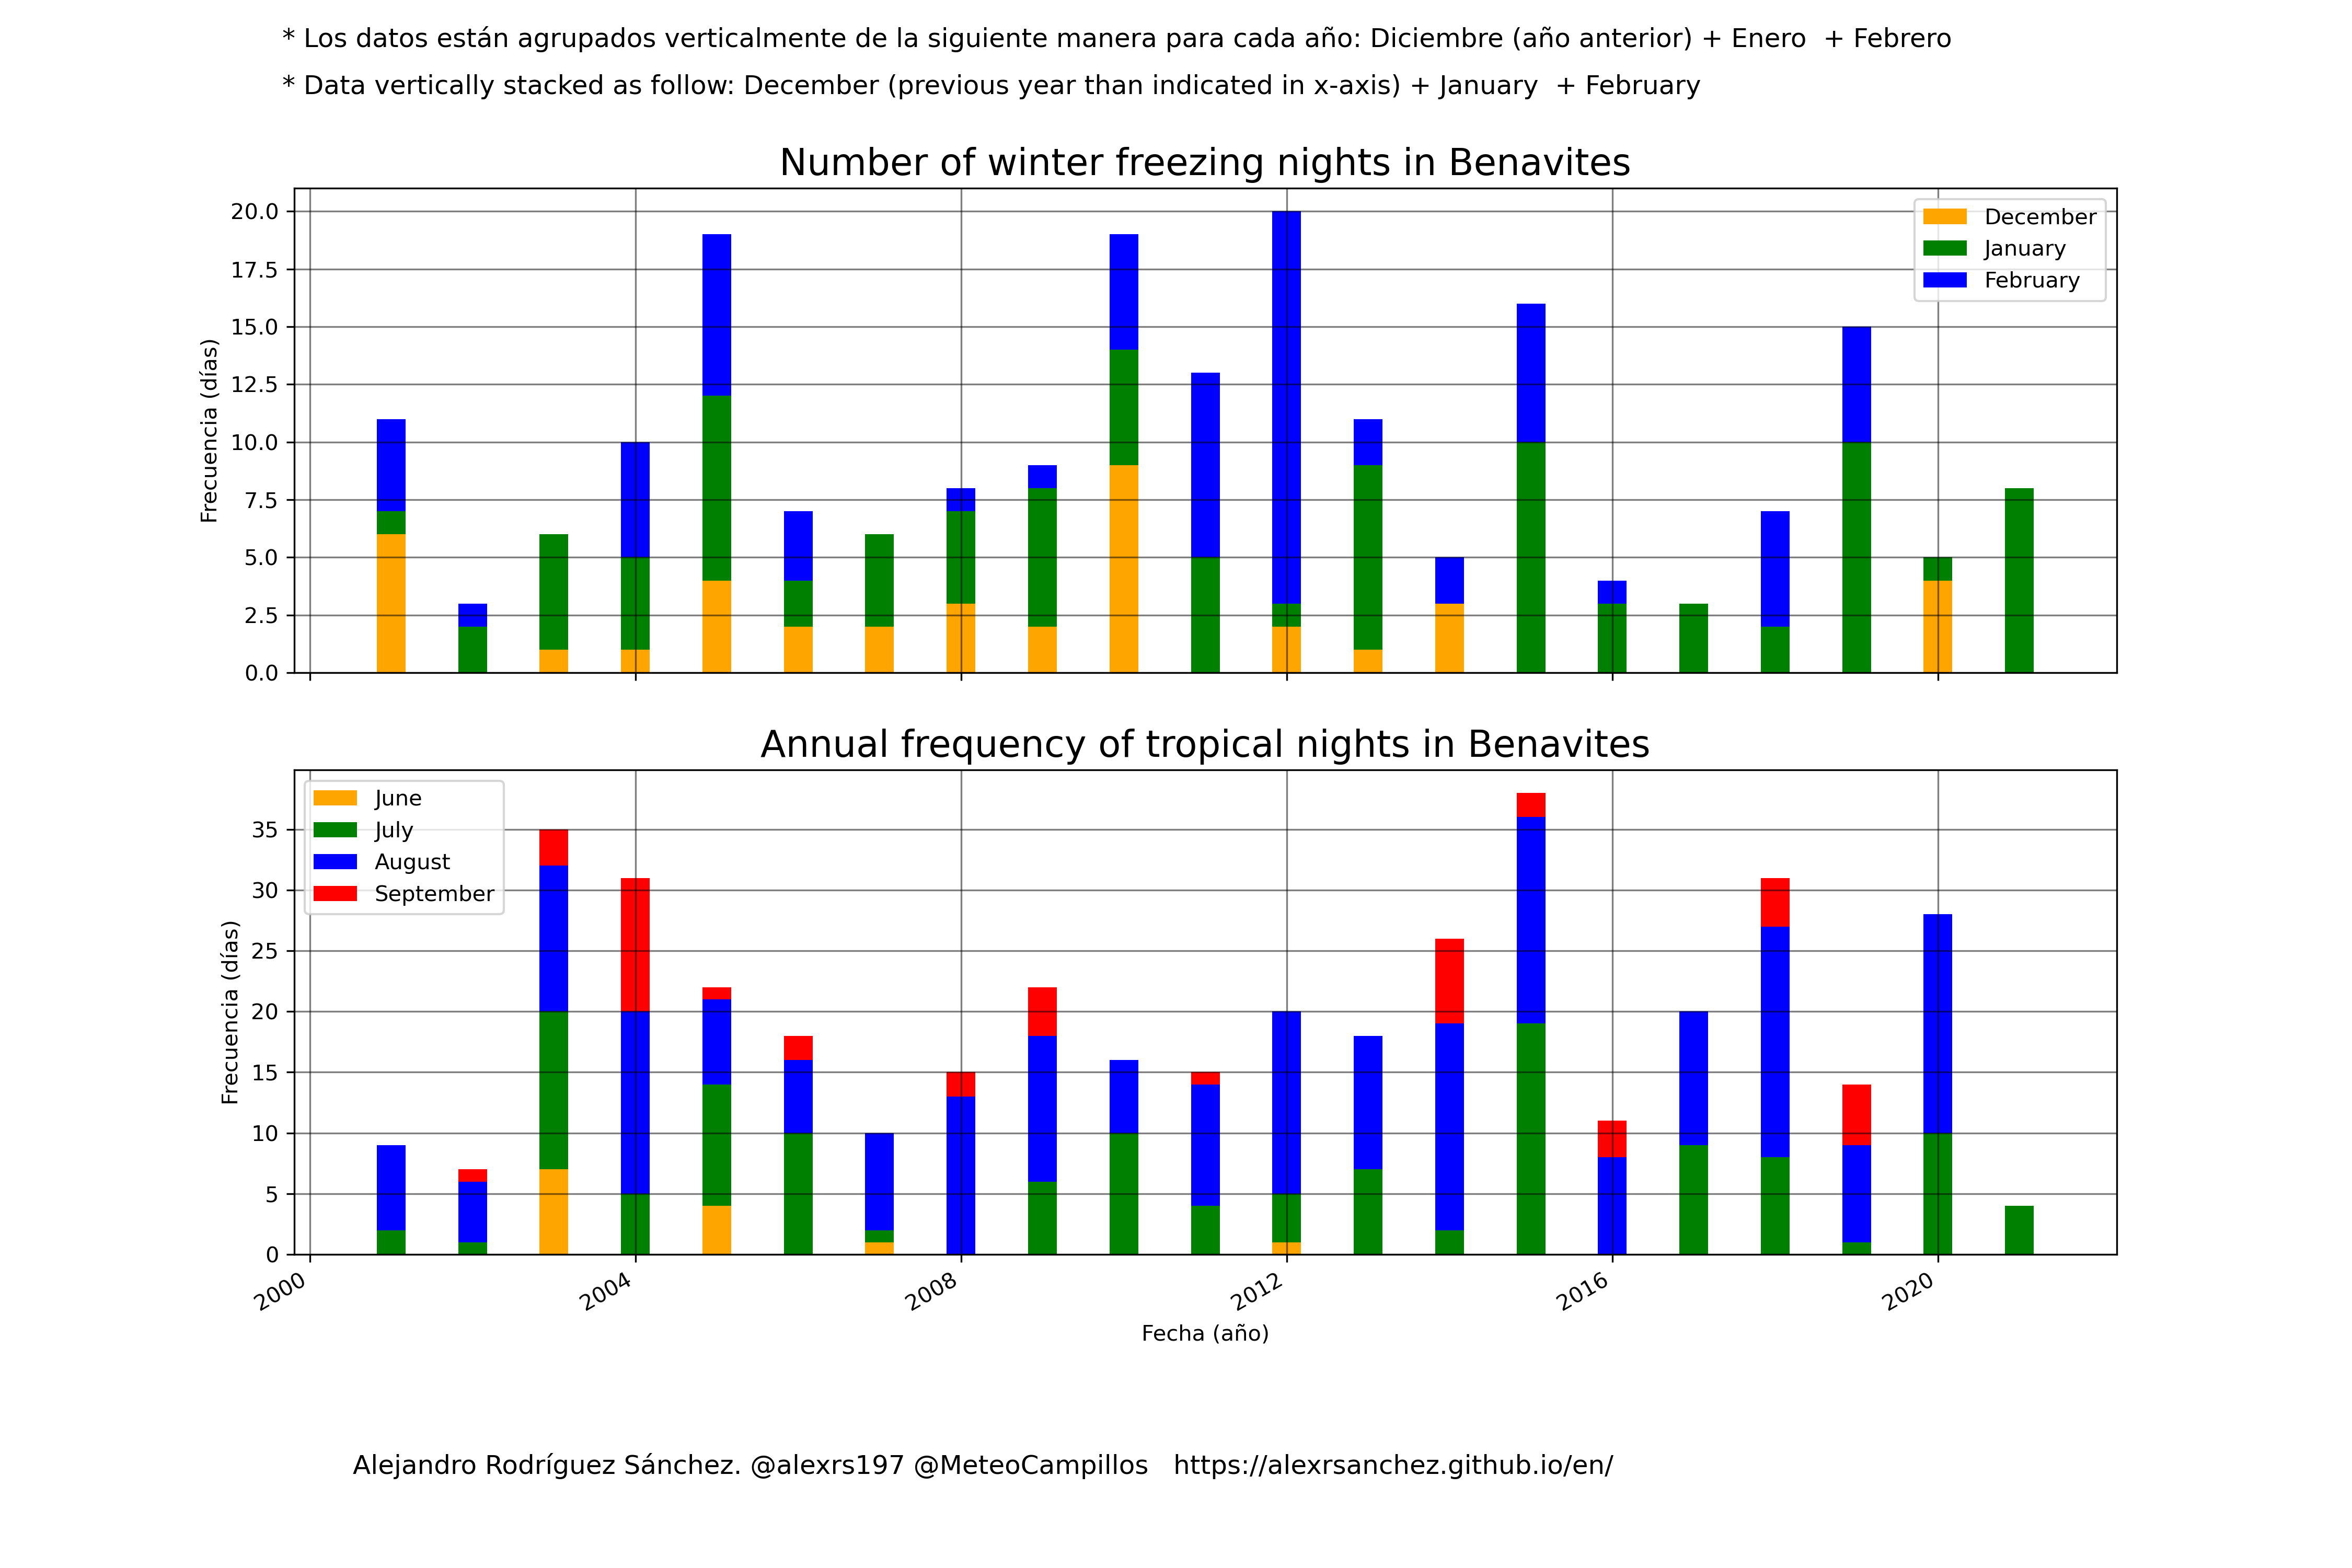 * Los datos están agrupados verticalmente de la siguiente manera para cada año: Diciembre (año anterior) + Enero  + Febrero
* Data vertically stacked as follow: December (previous year than indicated in x-axis) + January  + February
Number of winter freezing nights in Benavites
20.0
17.5
15.0
12.5
10.0
7.5
5.0
2.5
0.0
Frecuencia (días)
December
January
February
Annual frequency of tropical nights in Benavites
35
30
25
20
15
10
5
0
Frecuencia (días)
June
July
August
September
2000
2004
2008
2012
2016
2020
Fecha (año)
Alejandro Rodríguez Sánchez. @alexrs197 @MeteoCampillos   https://alexrsanchez.github.io/en/